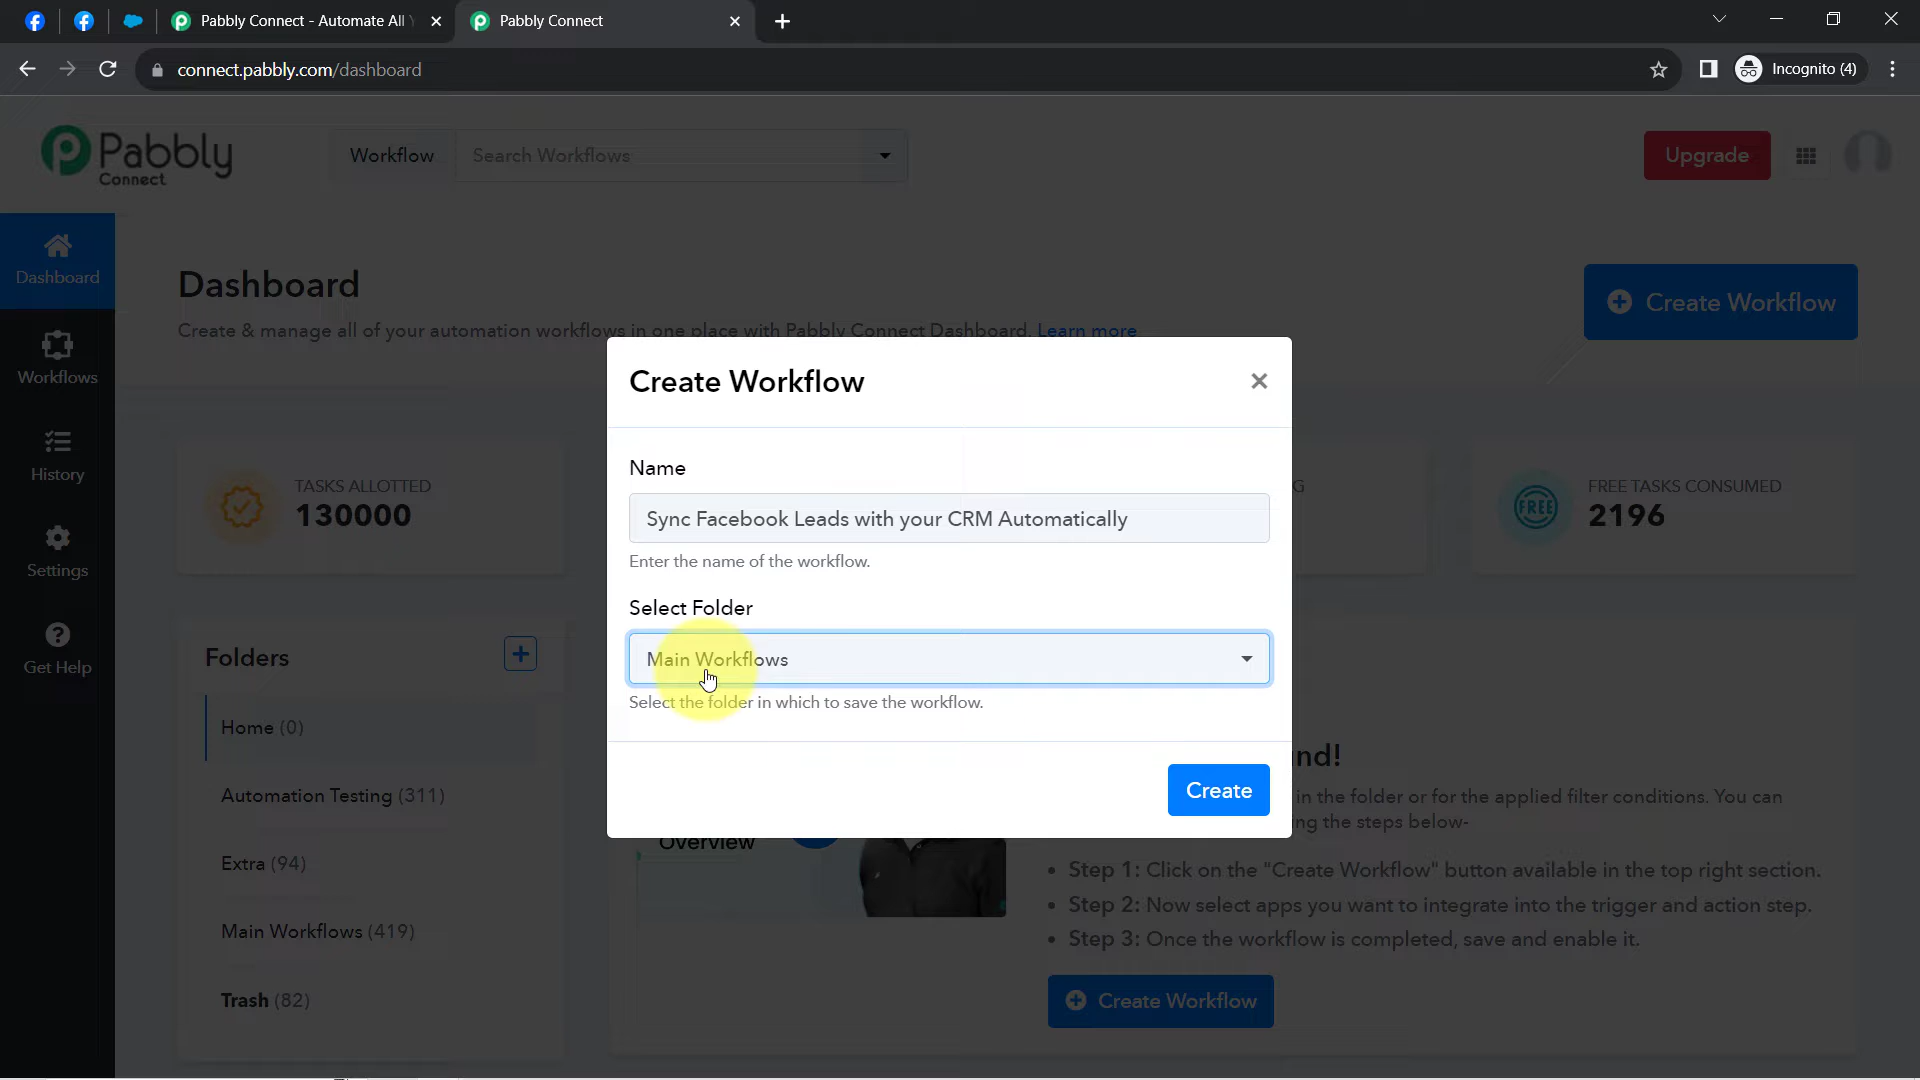 Pabbly Connect - Automate All
Pabbly Connect
connect.pabbly.com/dashboard
Incognito (4)
Pabbly
Connect
Workflow
Search Workflows
Upgrade
Dashboard
Workflows
History
Settings
Get Help
Dashboard
Create & manage all of your automation workflows in one place with Pabbly Connect Dashboard. Learn more
Create Workflow
TASKS ALLOTTED
130000
G
FREE TASKS CONSUMED
2196
FREE
Folders
Home (0)
Automation Testing (311)
Extra (94)
Main Workflows (419)
Trash (82)
Create Workflow
Name
Sync Facebook Leads with your CRM Automatically
Enter the name of the workflow.
Select Folder
Main Workflows
Select the folder in which to save the workflow.
Create
Overview
nd!
in the folder or for the applied filter conditions. You can
ng the steps below-
Step 1: Click on the "Create Workflow" button available in the top right section.
Step 2: Now select apps you want to integrate into the trigger and action step.
Step 3: Once the workflow is completed, save and enable it.
Create Workflow